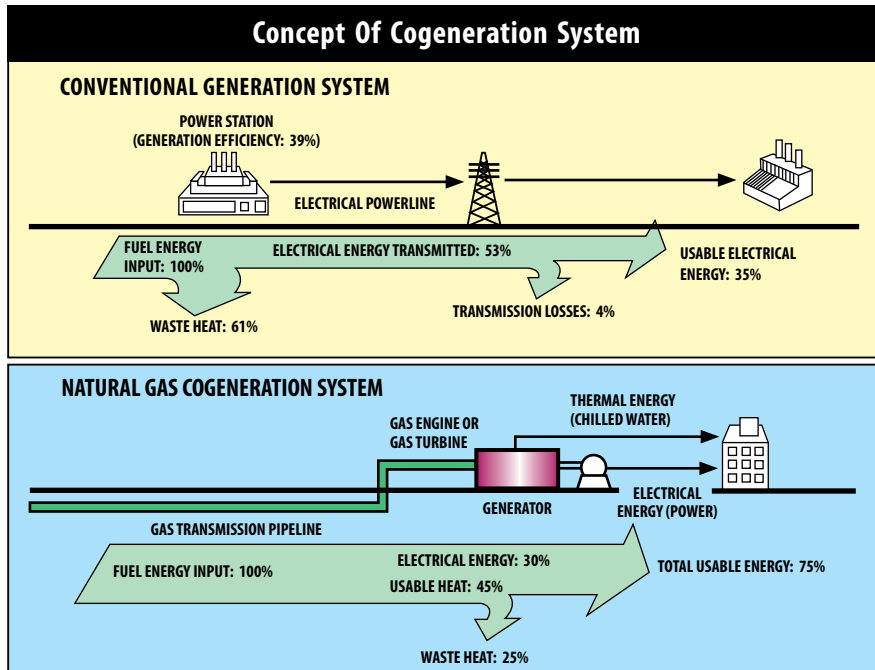 Concept Of Cogeneration System
CONVENTIONAL GENERATION SYSTEM
POWER STATION
(GENERATION EFFICIENCY: 39%)
ELECTRICAL POWERLINE
FUEL ENERGY
INPUT: 100%
ELECTRICAL ENERGY TRANSMITTED: 53%
USABLE ELECTRICAL
ENERGY: 35%
WASTE HEAT: 61%
TRANSMISSION LOSSES: 4%
NATURAL GAS COGENERATION SYSTEM
GAS ENGINE OR
GAS TURBINE
THERMAL ENERGY
(CHILLED WATER)
GENERATOR
ELECTRICAL
ENERGY (POWER)
GAS TRANSMISSION PIPELINE
FUEL ENERGY INPUT: 100%
ELECTRICAL ENERGY: 30%
USABLE HEAT: 45%
TOTAL USABLE ENERGY: 75%
WASTE HEAT: 25%